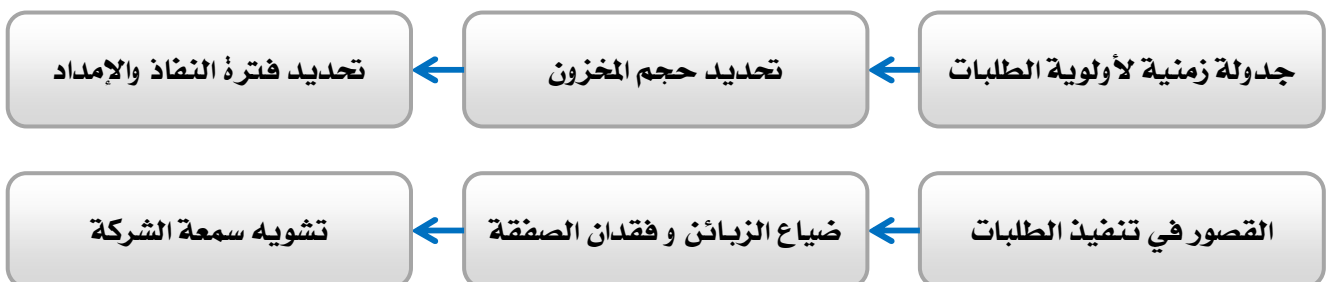 جدولة زمنية لأولوية الطلبات
تحديد حجم المخزون
تحديد فترة النفاذ والإمداد
القصور في تنفيذ الطلبات
ضياع الزبائن و فقدان الصفقة
تشويه سمعة الشركة